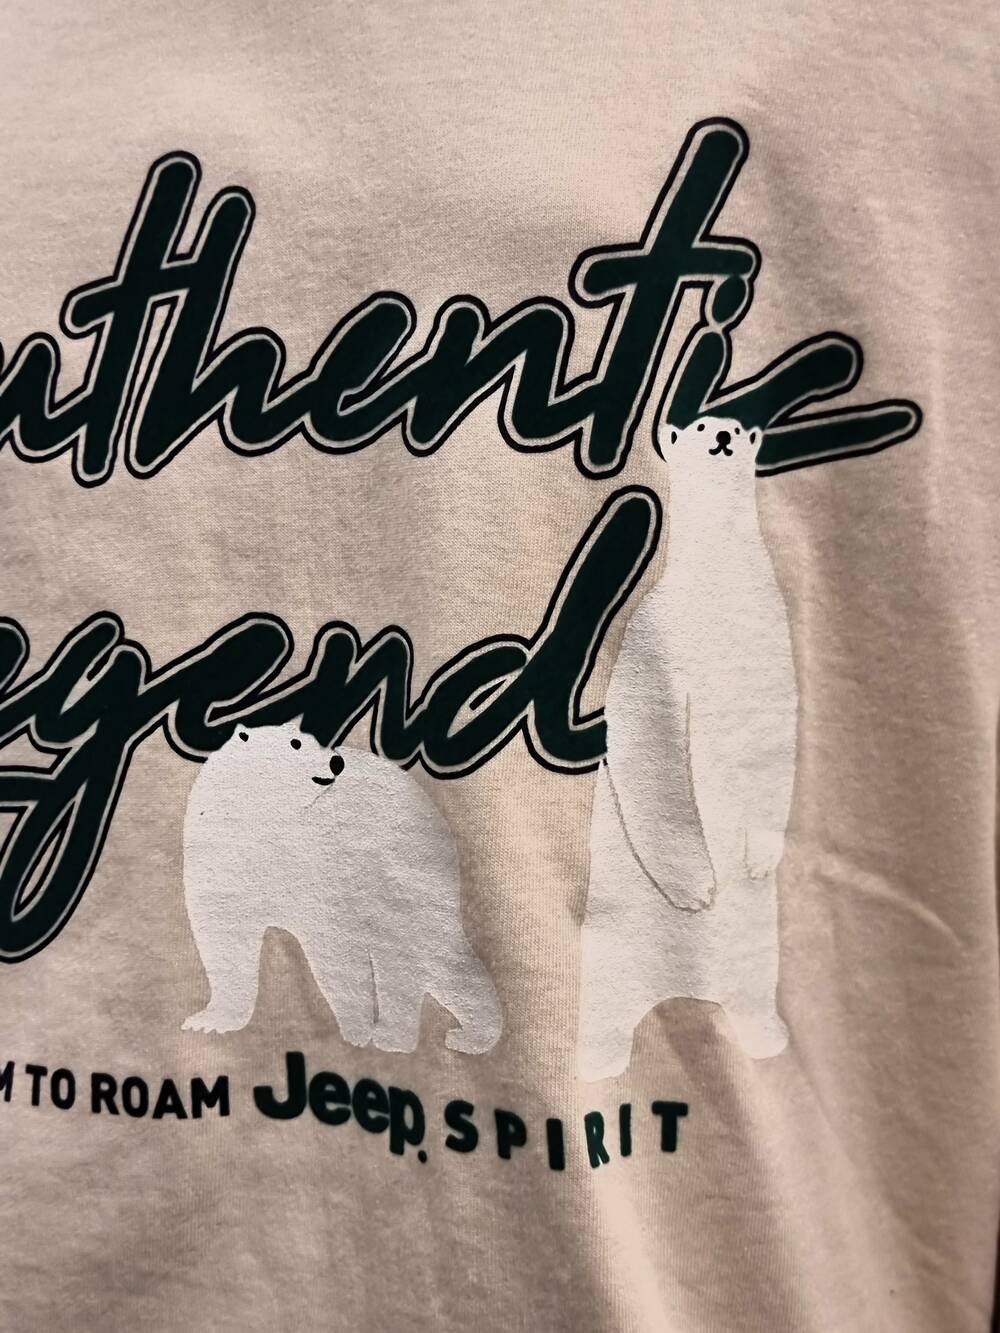 uthentic
egend
M TO ROAM Jeep. SPIRIT